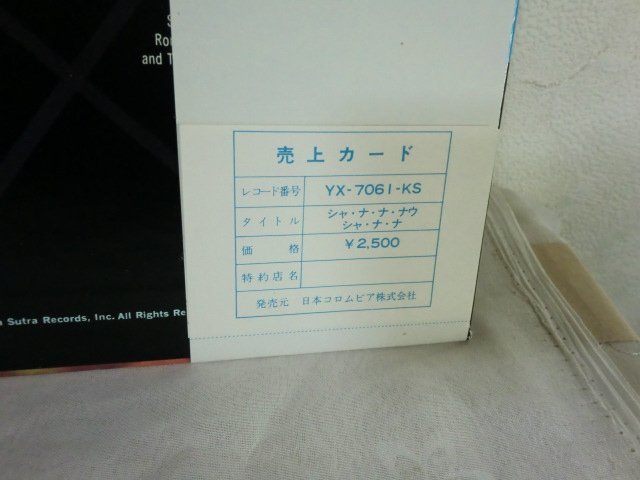 S
Ron
and T
売上カード
レコード番号 YX-7061-KS
タイトル シャ・ナ・ナ・ナウ
シャ・ナ・ナ
価格 ¥2,500
特約店名
発売元 日本コロムビア株式会社
Sutra Records, Inc. All Rights Re